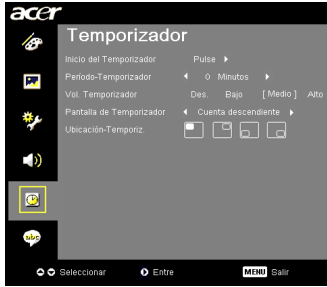 acer
Temporizador
Inicio del Temporizador Pulse
Período-Temporizador 0 Minutos
Vol. Temporizador Des. Bajo [ Medio ] Alto
Pantalla de Temporizador Cuenta descendiente
Ubicación-Temporiz.
abc
Seleccionar Entre MENU Salir